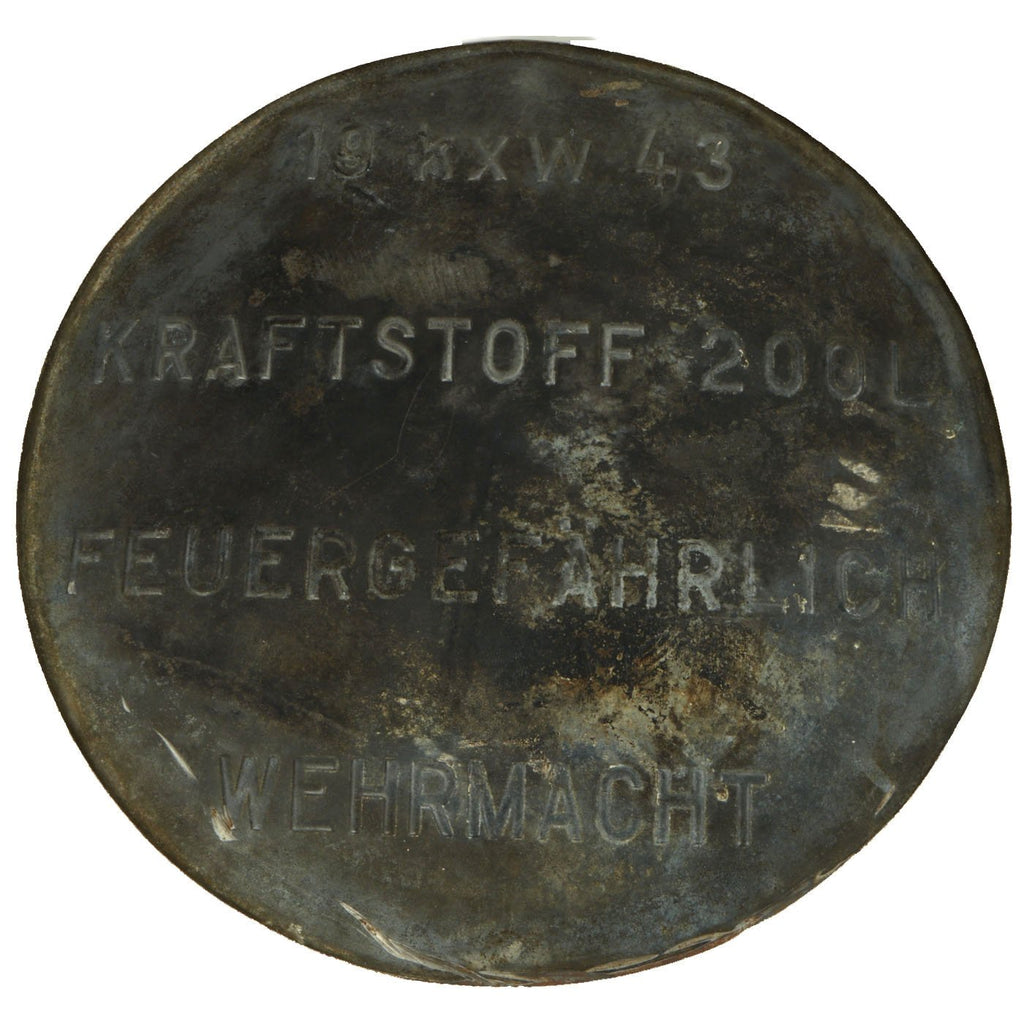 19 kxw 43
KRAFTSTOFF 200L
FEUERGEFÄHRLICH
WEHRMACHT